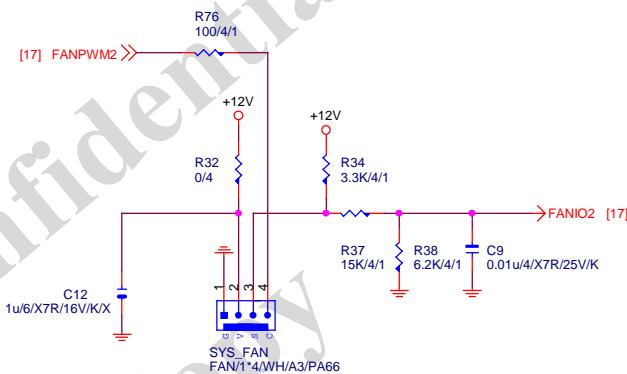 R76
100/4/1
[17] FANPWM2
+12V
+12V
R32
0/4
R34
3.3K/4/1
FANIO2 [17]
R37
15K/4/1
R38
6.2K/4/1
C9
0.01u/4/X7R/25V/K
C12
1u/6/X7R/16V/K/X
1 2 3 4
G V S C
SYS_FAN
FAN/1*4/WH/A3/PA66